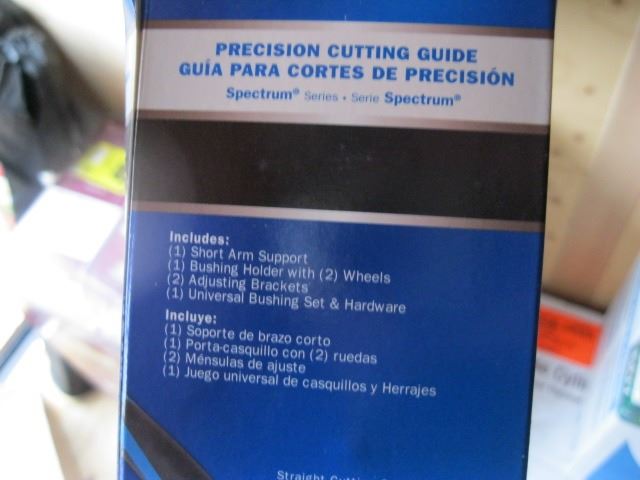 PRECISION CUTTING GUIDE
GUÍA PARA CORTES DE PRECISIÓN
Spectrum® Series • Serie Spectrum®
Includes:
(1) Short Arm Support
(1) Bushing Holder with (2) Wheels
(2) Adjusting Brackets
(1) Universal Bushing Set & Hardware
Incluye:
(1) Soporte de brazo corto
(1) Porta-casquillo con (2) ruedas
(2) Ménsulas de ajuste
(1) Juego universal de casquillos y Herrajes
Straight